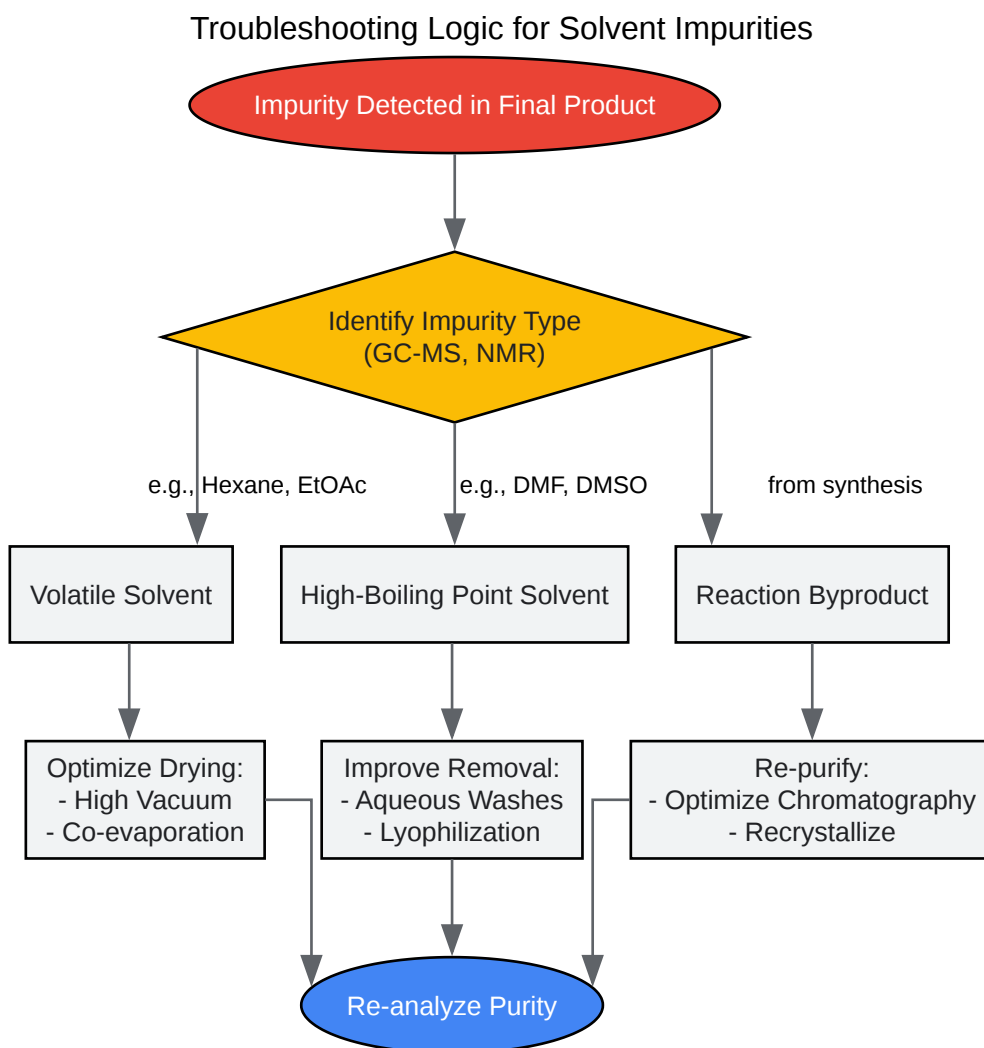 Troubleshooting Logic for Solvent Impurities
Impurity Detected in Final Product
Identify Impurity Type
(GC-MS, NMR)
e.g., Hexane, EtOAc
e.g., DMF, DMSO
from synthesis
Volatile Solvent
High-Boiling Point Solvent
Reaction Byproduct
Optimize Drying:
- High Vacuum
- Co-evaporation
Improve Removal:
- Aqueous Washes
- Lyophilization
Re-purify:
- Optimize Chromatography
- Recrystallize
Re-analyze Purity